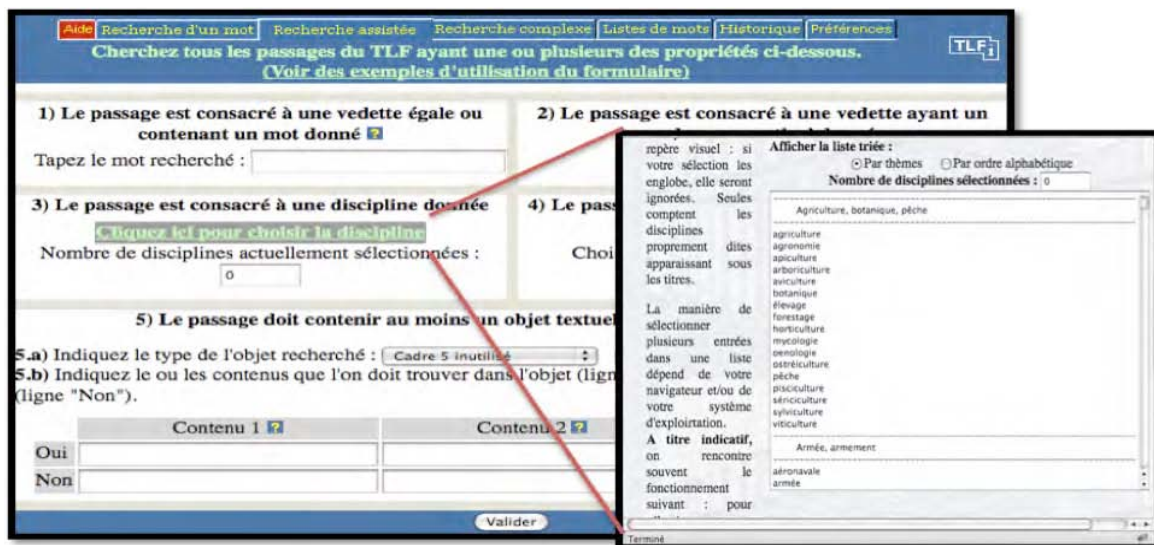 Aide Recherche d'un mot Recherche assistée Recherche complexe Listes de mots Historique Préférences
Cherchez tous les passages du TLF ayant une ou plusieurs des propriétés ci-dessous.
(Voir des exemples d'utilisation du formulaire)
TLFi
1) Le passage est consacré à une vedette égale ou
contenant un mot donné ?
Tapez le mot recherché :
2) Le passage est consacré à une vedette ayant un
3) Le passage est consacré à une discipline donnée
Cliquez ici pour choisir la discipline
Nombre de disciplines actuellement sélectionnées :
0
4) Le pas
Choi
5) Le passage doit contenir au moins un objet textuel
5.a) Indiquez le type de l'objet recherché : Cadre 5 inutilisé
5.b) Indiquez le ou les contenus que l'on doit trouver dans l'objet (lign
(ligne "Non").
Contenu 1 ? Contenu 2 ?
Oui
Non
Valider
repère visuel : si
votre sélection les
englobe, elle seront
ignorées. Seules
comptent les
disciplines
proprement dites
apparaissant sous
les titres.
La manière de
sélectionner
plusieurs entrées
dans une liste
dépend de votre
navigateur et/ou de
votre système
d'exploirtation.
A titre indicatif,
on rencontre
souvent le
fonctionnement
suivant : pour
Afficher la liste triée :
Par thèmes Par ordre alphabétique
Nombre de disciplines sélectionnées : 0
Agriculture, botanique, pêche
agriculture
agronomie
apiculture
arboriculture
aviculture
botanique
élevage
forestage
horticulture
mycologie
oenologie
ostréiculture
pêche
pisciculture
sériciculture
sylviculture
viticulture
Armée, armement
aéronavale
armée
Terminé